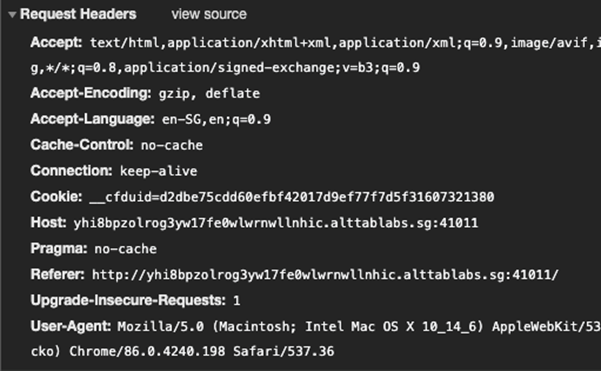 Request Headers view source
Accept: text/html,application/xhtml+xml,application/xml;q=0.9,image/avif,i
g,*/*;q=0.8,application/signed-exchange;v=b3;q=0.9
Accept-Encoding: gzip, deflate
Accept-Language: en-SG,en;q=0.9
Cache-Control: no-cache
Connection: keep-alive
Cookie: __cfduid=d2dbe75cdd60efbf42017d9ef77f7d5f31607321380
Host: yhi8bpzolrog3yw17fe0wlwrnwllnhic.alttablabs.sg:41011
Pragma: no-cache
Referer: http://yhi8bpzolrog3yw17fe0wlwrnwllnhic.alttablabs.sg:41011/
Upgrade-Insecure-Requests: 1
User-Agent: Mozilla/5.0 (Macintosh; Intel Mac OS X 10_14_6) AppleWebKit/53
cko) Chrome/86.0.4240.198 Safari/537.36